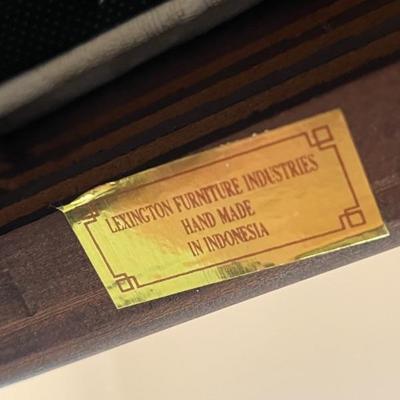 LEXINGTON FURNITURE INDUSTRIES
HAND MADE
IN INDONESIA